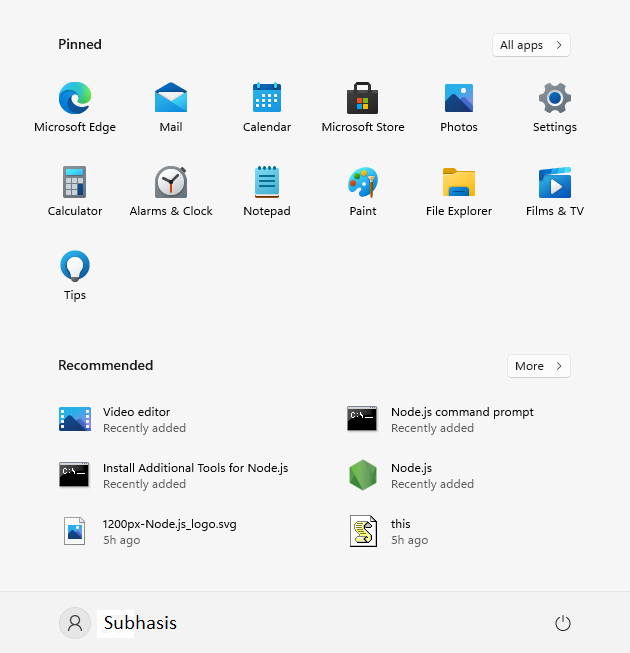 Pinned
All apps
Microsoft Edge
Mail
Calendar
Microsoft Store
Photos
Settings
Calculator
Alarms & Clock
Notepad
Paint
File Explorer
Films & TV
Tips
Recommended
More
Video editor
Recently added
Node.js command prompt
Recently added
Install Additional Tools for Node.js
Recently added
Node.js
Recently added
1200px-Node.js_logo.svg
5h ago
this
5h ago
Subhasis